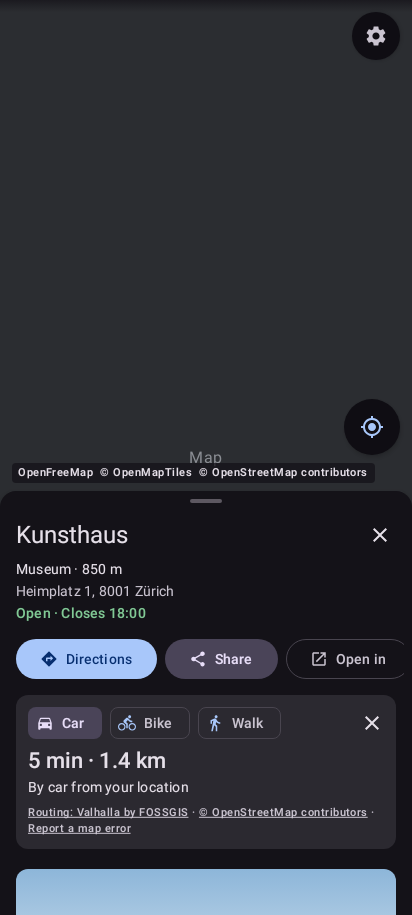 Map
OpenFreeMap © OpenMapTiles © OpenStreetMap contributors
Kunsthaus
Museum · 850 m
Heimplatz 1, 8001 Zürich
Open · Closes 18:00
Directions Share Open in
Car Bike Walk
5 min · 1.4 km
By car from your location
Routing: Valhalla by FOSSGIS · © OpenStreetMap contributors ·
Report a map error